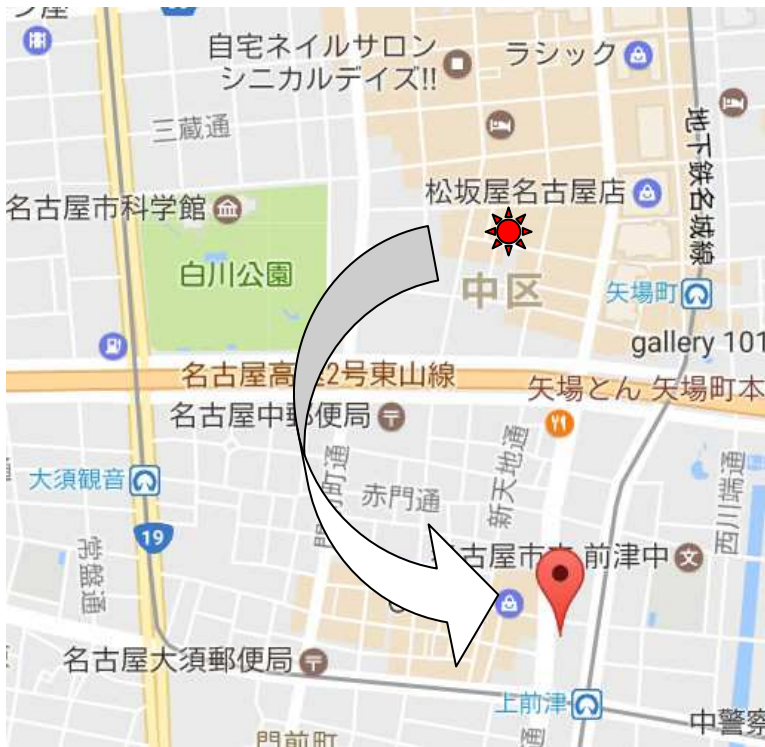 自宅ネイルサロン
シニカルデイズ!!
ラシック
三蔵通
地下鉄名城線
名古屋市科学館
松坂屋名古屋店
白川公園
中区
矢場町
gallery 101
名古屋高 2号東山線
矢場とん 矢場町本
名古屋中郵便局
大須観音
赤門通
新天地通
西川端通
19
常盤通
古屋市 前津中
文
名古屋大須郵便局
上前津
中警察
通
門前町